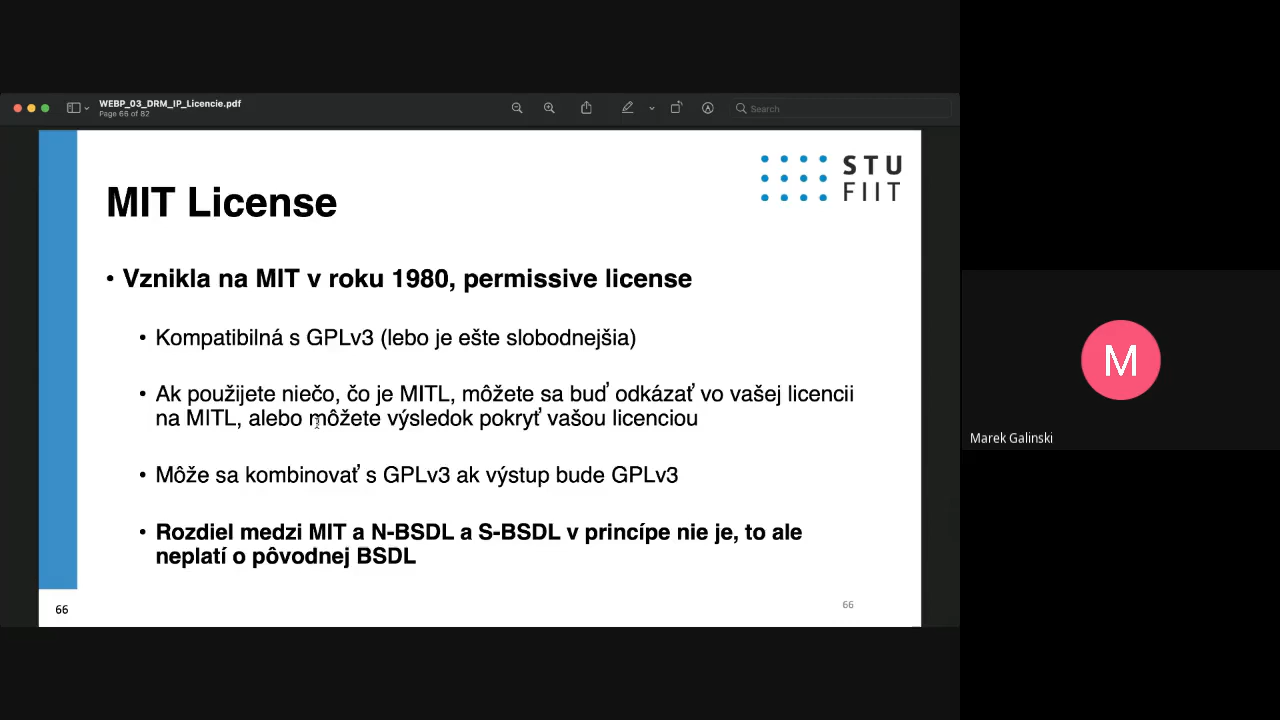 WEBP_03_DRM_IP_Licencie.pdf
Page 66 of 82
Search
STU
FIIT
MIT License
• Vznikla na MIT v roku 1980, permissive license
• Kompatibilná s GPLv3 (lebo je ešte slobodnejšia)
• Ak použijete niečo, čo je MITL, môžete sa buď odkázať vo vašej licencii
na MITL, alebo môžete výsledok pokryť vašou licenciou
• Môže sa kombinovať s GPLv3 ak výstup bude GPLv3
• Rozdiel medzi MIT a N-BSDL a S-BSDL v princípe nie je, to ale
neplatí o pôvodnej BSDL
66
66
M
Marek Galinski